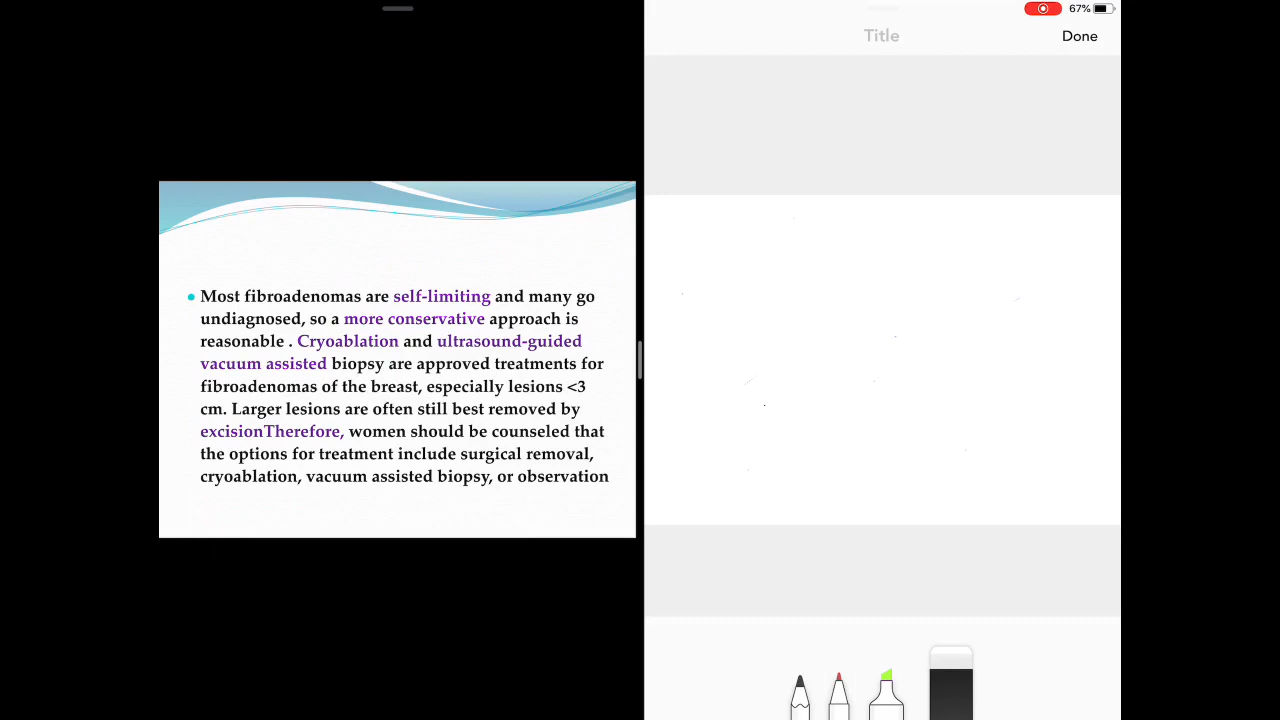 67%
Title
Done
Most fibroadenomas are self-limiting and many go
undiagnosed, so a more conservative approach is
reasonable . Cryoablation and ultrasound-guided
vacuum assisted biopsy are approved treatments for
fibroadenomas of the breast, especially lesions <3
cm. Larger lesions are often still best removed by
excisionTherefore, women should be counseled that
the options for treatment include surgical removal,
cryoablation, vacuum assisted biopsy, or observation